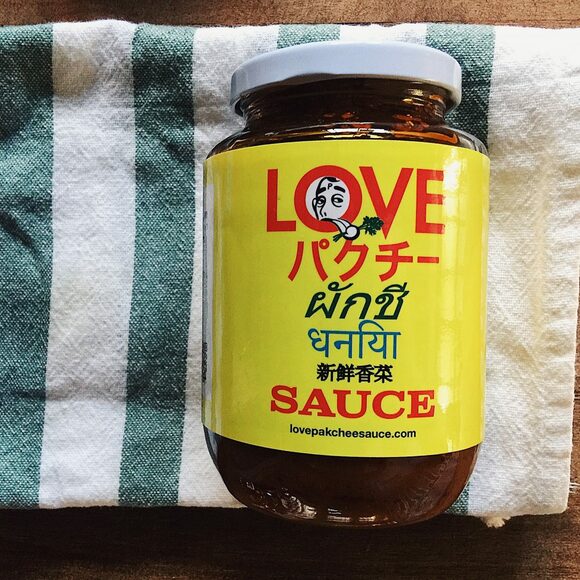 LOVE
P
パクチー
ผักชี
धनिया
新鮮香菜
SAUCE
lovepakcheesauce.com